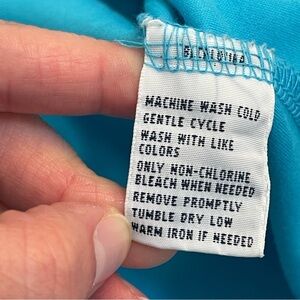 MACHINE WASH COLD
GENTLE CYCLE
WASH WITH LIKE
COLORS
ONLY NON-CHLORINE
BLEACH WHEN NEEDED
REMOVE PROMPTLY
TUMBLE DRY LOW
WARM IRON IF NEEDED